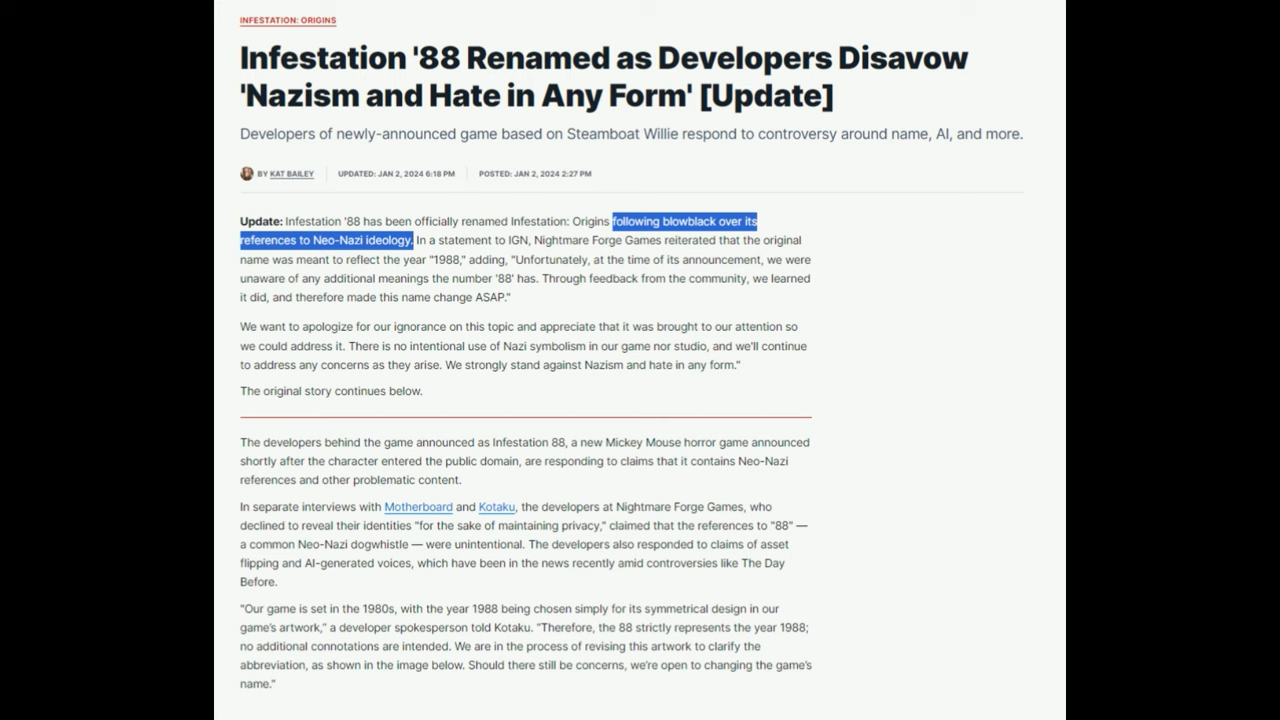 INFESTATION: ORIGINS
Infestation '88 Renamed as Developers Disavow
'Nazism and Hate in Any Form' [Update]
Developers of newly-announced game based on Steamboat Willie respond to controversy around name, AI, and more.
BY KAT BAILEY UPDATED: JAN 2, 2024 6:18 PM POSTED: JAN 2, 2024 2:27 PM
Update: Infestation '88 has been officially renamed Infestation: Origins following blowblack over its
references to Neo-Nazi ideology. In a statement to IGN, Nightmare Forge Games reiterated that the original
name was meant to reflect the year "1988," adding, "Unfortunately, at the time of its announcement, we were
unaware of any additional meanings the number '88' has. Through feedback from the community, we learned
it did, and therefore made this name change ASAP."
We want to apologize for our ignorance on this topic and appreciate that it was brought to our attention so
we could address it. There is no intentional use of Nazi symbolism in our game nor studio, and we'll continue
to address any concerns as they arise. We strongly stand against Nazism and hate in any form."
The original story continues below.
The developers behind the game announced as Infestation 88, a new Mickey Mouse horror game announced
shortly after the character entered the public domain, are responding to claims that it contains Neo-Nazi
references and other problematic content.
In separate interviews with Motherboard and Kotaku, the developers at Nightmare Forge Games, who
declined to reveal their identities "for the sake of maintaining privacy," claimed that the references to "88" —
a common Neo-Nazi dogwhistle — were unintentional. The developers also responded to claims of asset
flipping and AI-generated voices, which have been in the news recently amid controversies like The Day
Before.
"Our game is set in the 1980s, with the year 1988 being chosen simply for its symmetrical design in our
game's artwork," a developer spokesperson told Kotaku. "Therefore, the 88 strictly represents the year 1988;
no additional connotations are intended. We are in the process of revising this artwork to clarify the
abbreviation, as shown in the image below. Should there still be concerns, we're open to changing the game's
name."